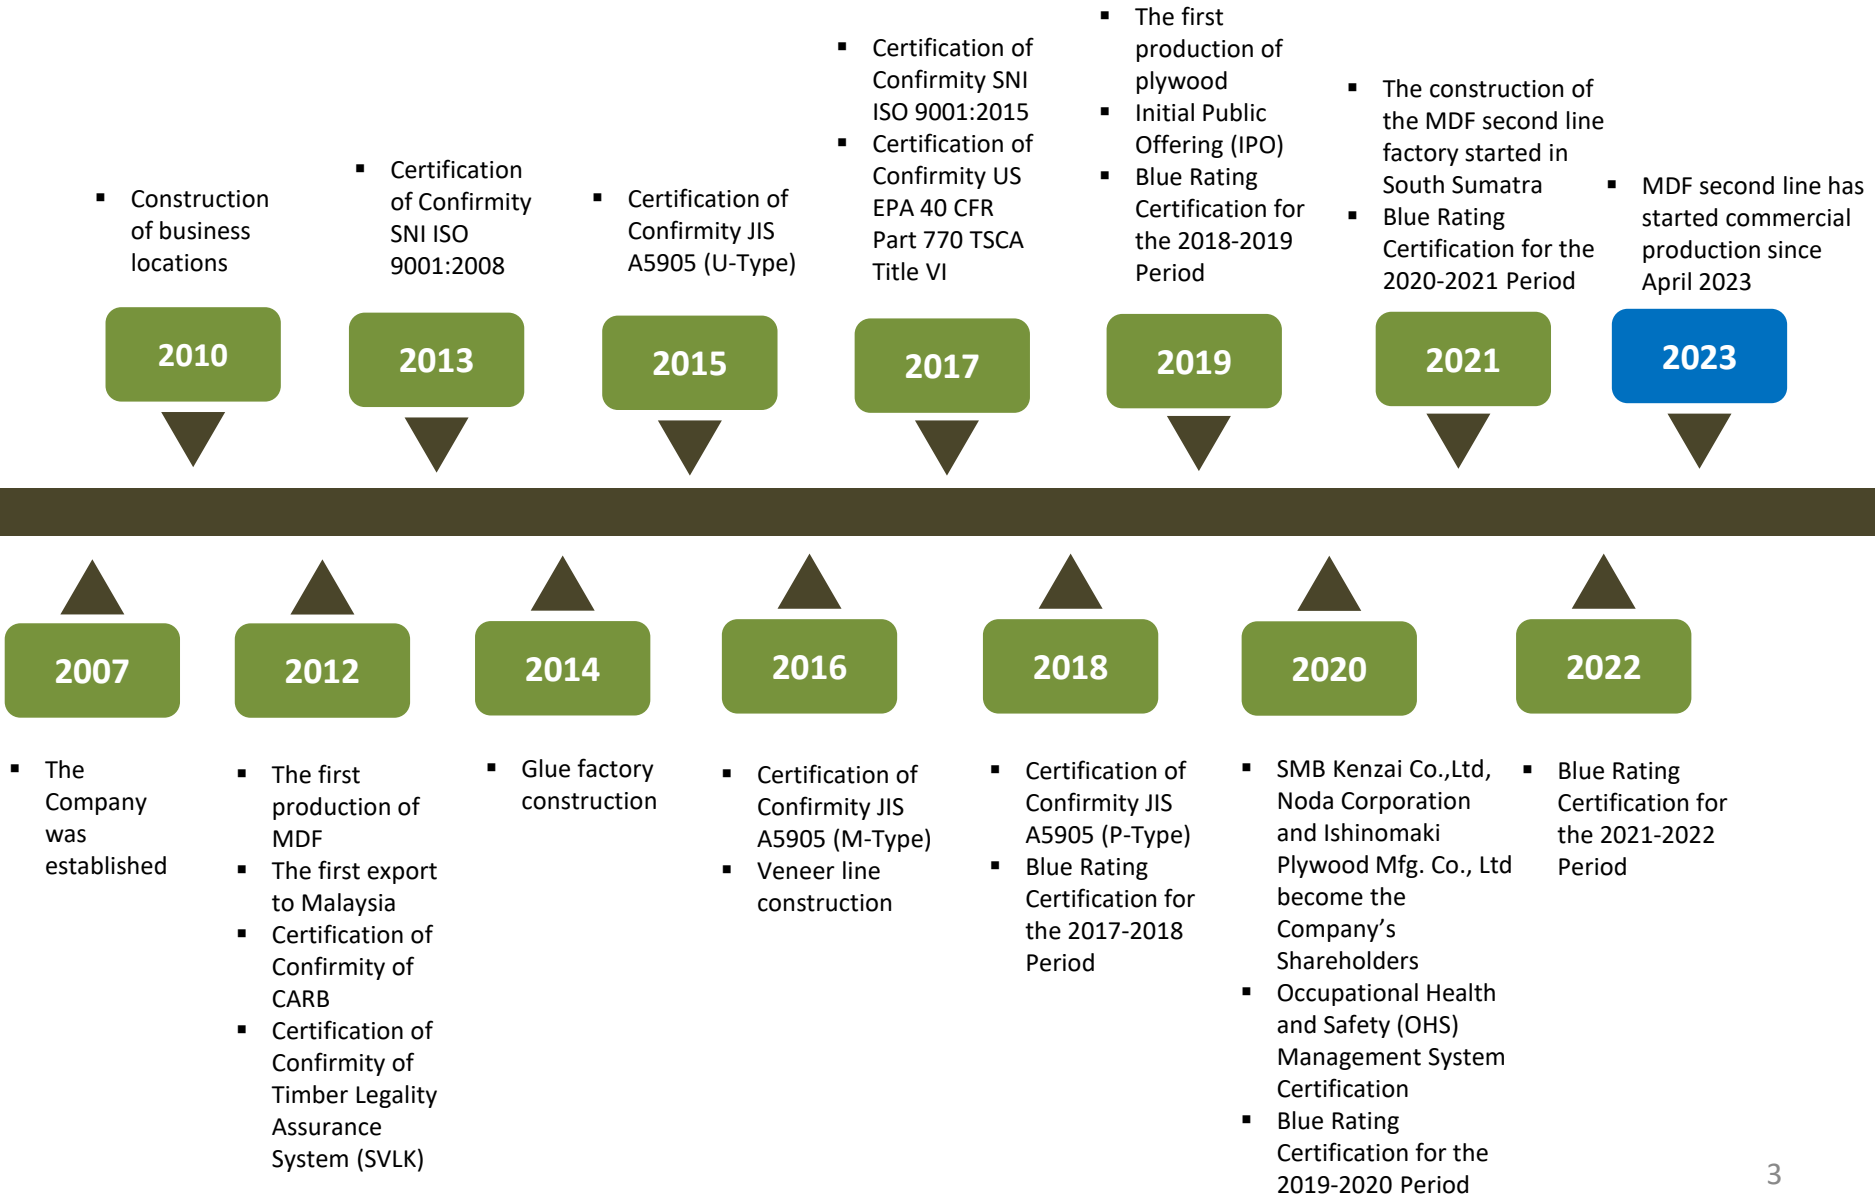 Construction
of business
locations
2010
Certification
of Confirmity
SNI ISO
9001:2008
2013
Certification of
Confirmity JIS
A5905 (U-Type)
2015
Certification of
Confirmity SNI
ISO 9001:2015
Certification of
Confirmity US
EPA 40 CFR
Part 770 TSCA
Title VI
2017
The first
production of
plywood
Initial Public
Offering (IPO)
Blue Rating
Certification for
the 2018-2019
Period
2019
The construction of
the MDF second line
factory started in
South Sumatra
Blue Rating
Certification for the
2020-2021 Period
2021
MDF second line has
started commercial
production since
April 2023
2023
2007
The
Company
was
established
2012
The first
production of
MDF
The first export
to Malaysia
Certification of
Confirmity of
CARB
Certification of
Confirmity of
Timber Legality
Assurance
System (SVLK)
2014
Glue factory
construction
2016
Certification of
Confirmity JIS
A5905 (M-Type)
Veneer line
construction
2018
Certification of
Confirmity JIS
A5905 (P-Type)
Blue Rating
Certification for
the 2017-2018
Period
2020
SMB Kenzai Co.,Ltd,
Noda Corporation
and Ishinomaki
Plywood Mfg. Co., Ltd
become the
Company’s
Shareholders
Occupational Health
and Safety (OHS)
Management System
Certification
Blue Rating
Certification for the
2019-2020 Period
2022
Blue Rating
Certification for
the 2021-2022
Period
3